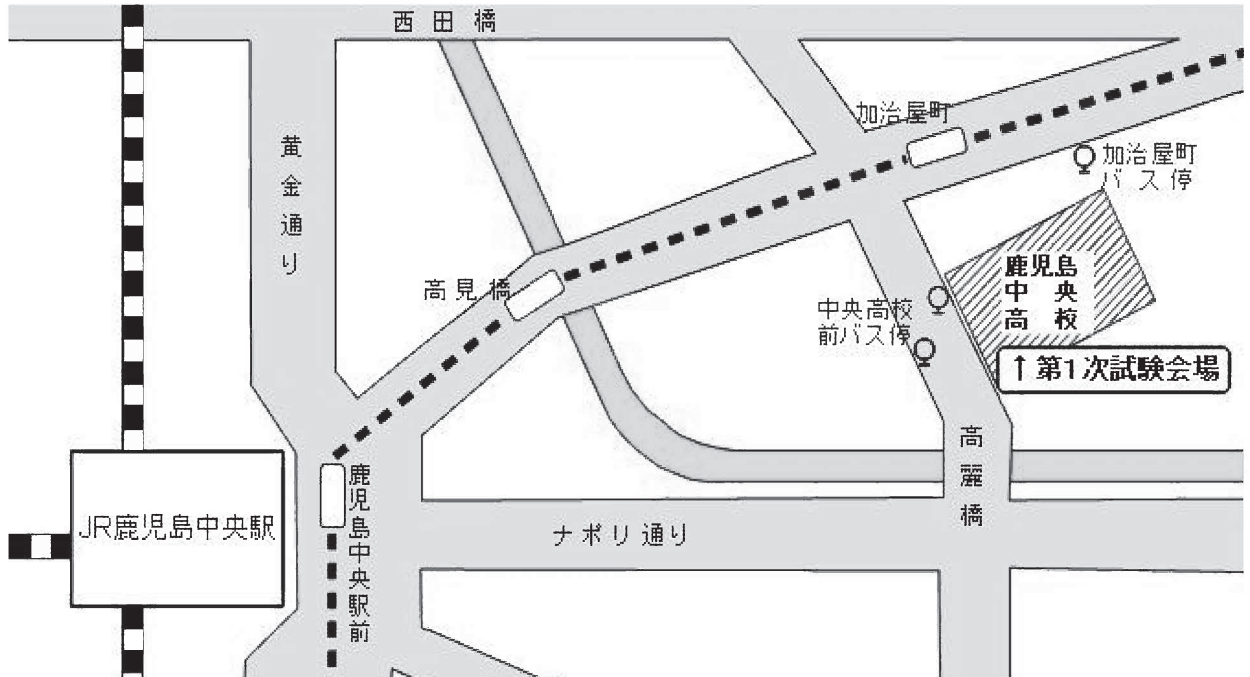 西田橋
黄金通り
加治屋町
加治屋町
バス停
高見橋
鹿児島
中央
高校
中央高校
前バス停
↑第1次試験会場
高麗橋
JR鹿児島中央駅
鹿児島中央駅前
ナポリ通り